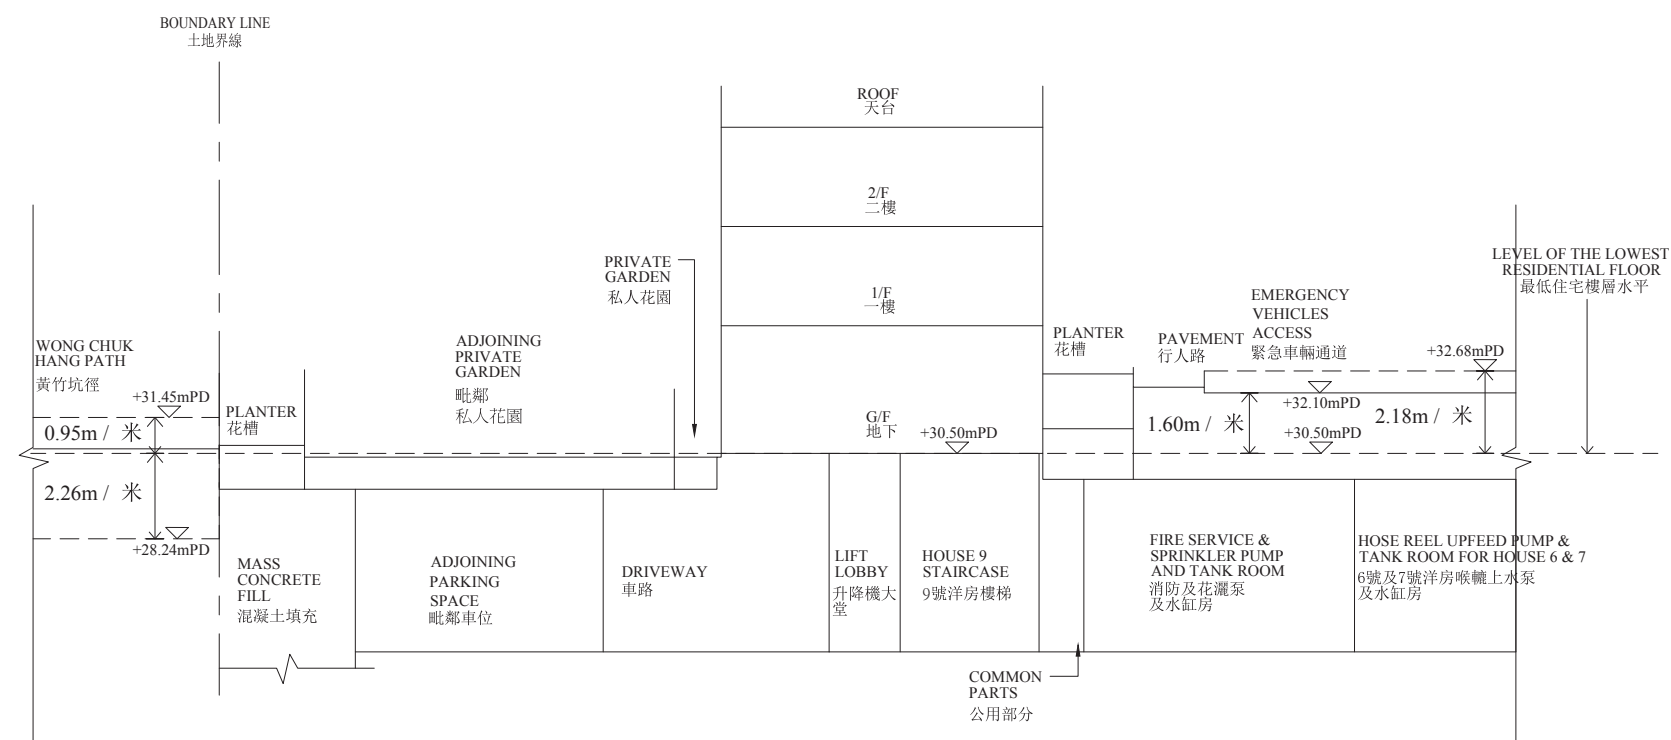 BOUNDARY LINE
土地界線
ROOF
天台
2/F
二樓
1/F
一樓
G/F
地下
+30.50mPD
WONG CHUK
HANG PATH
黃竹坑徑
+31.45mPD
0.95m / 米
2.26m / 米
+28.24mPD
PLANTER
花槽
ADJOINING
PRIVATE
GARDEN
毗鄰
私人花園
PRIVATE
GARDEN
私人花園
PLANTER
花槽
PAVEMENT
行人路
EMERGENCY
VEHICLES
ACCESS
緊急車輛通道
+32.68mPD
+32.10mPD
1.60m / 米
2.18m / 米
+30.50mPD
LEVEL OF THE LOWEST
RESIDENTIAL FLOOR
最低住宅樓層水平
MASS
CONCRETE
FILL
混凝土填充
ADJOINING
PARKING
SPACE
毗鄰車位
DRIVEWAY
車路
LIFT
LOBBY
升降機大
堂
HOUSE 9
STAIRCASE
9號洋房樓梯
FIRE SERVICE &
SPRINKLER PUMP
AND TANK ROOM
消防及花灑泵
及水缸房
HOSE REEL UPFEED PUMP &
TANK ROOM FOR HOUSE 6 & 7
6號及7號洋房喉轆上水泵
及水缸房
COMMON
PARTS
公用部分